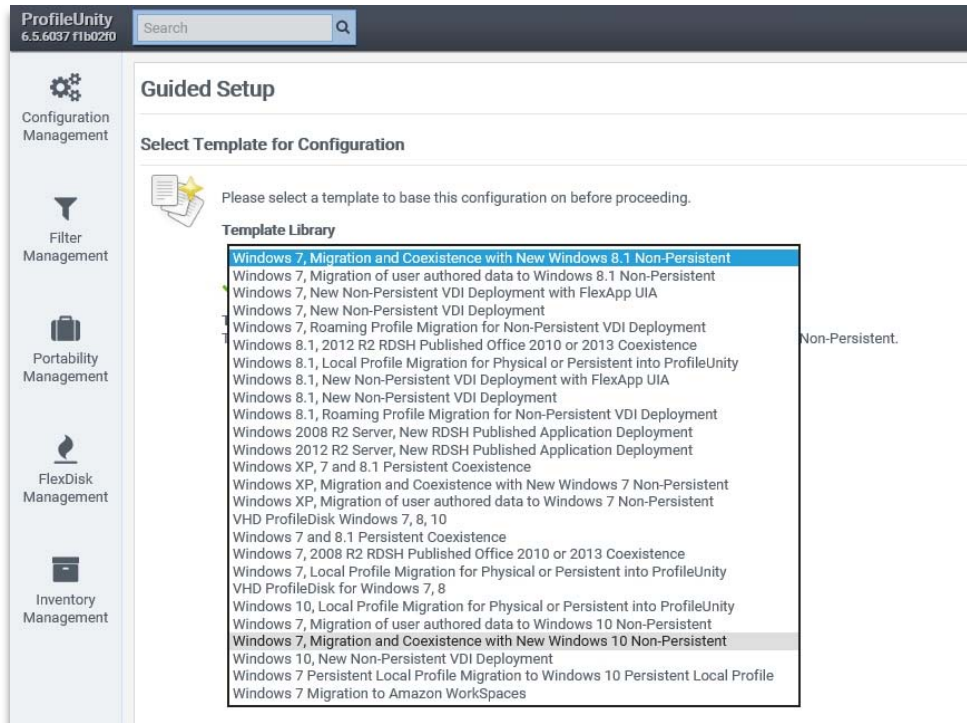 ProfileUnity
6.5.6037 f1b02f0
Search
Configuration
Management
Filter
Management
Portability
Management
FlexDisk
Management
Inventory
Management
Guided Setup
Select Template for Configuration
Please select a template to base this configuration on before proceeding.
Template Library
Windows 7, Migration and Coexistence with New Windows 8.1 Non-Persistent
Windows 7, Migration of user authored data to Windows 8.1 Non-Persistent
Windows 7, New Non-Persistent VDI Deployment with FlexApp UIA
Windows 7, New Non-Persistent VDI Deployment
Windows 7, Roaming Profile Migration for Non-Persistent VDI Deployment
Windows 8.1, 2012 R2 RDSH Published Office 2010 or 2013 Coexistence
Non-Persistent.
Windows 8.1, Local Profile Migration for Physical or Persistent into ProfileUnity
Windows 8.1, New Non-Persistent VDI Deployment with FlexApp UIA
Windows 8.1, New Non-Persistent VDI Deployment
Windows 8.1, Roaming Profile Migration for Non-Persistent VDI Deployment
Windows 2008 R2 Server, New RDSH Published Application Deployment
Windows 2012 R2 Server, New RDSH Published Application Deployment
Windows XP, 7 and 8.1 Persistent Coexistence
Windows XP, Migration and Coexistence with New Windows 7 Non-Persistent
Windows XP, Migration of user authored data to Windows 7 Non-Persistent
VHD ProfileDisk Windows 7, 8, 10
Windows 7 and 8.1 Persistent Coexistence
Windows 7, 2008 R2 RDSH Published Office 2010 or 2013 Coexistence
Windows 7, Local Profile Migration for Physical or Persistent into ProfileUnity
VHD ProfileDisk for Windows 7, 8
Windows 10, Local Profile Migration for Physical or Persistent into ProfileUnity
Windows 7, Migration of user authored data to Windows 10 Non-Persistent
Windows 7, Migration and Coexistence with New Windows 10 Non-Persistent
Windows 10, New Non-Persistent VDI Deployment
Windows 7 Persistent Local Profile Migration to Windows 10 Persistent Local Profile
Windows 7 Migration to Amazon WorkSpaces